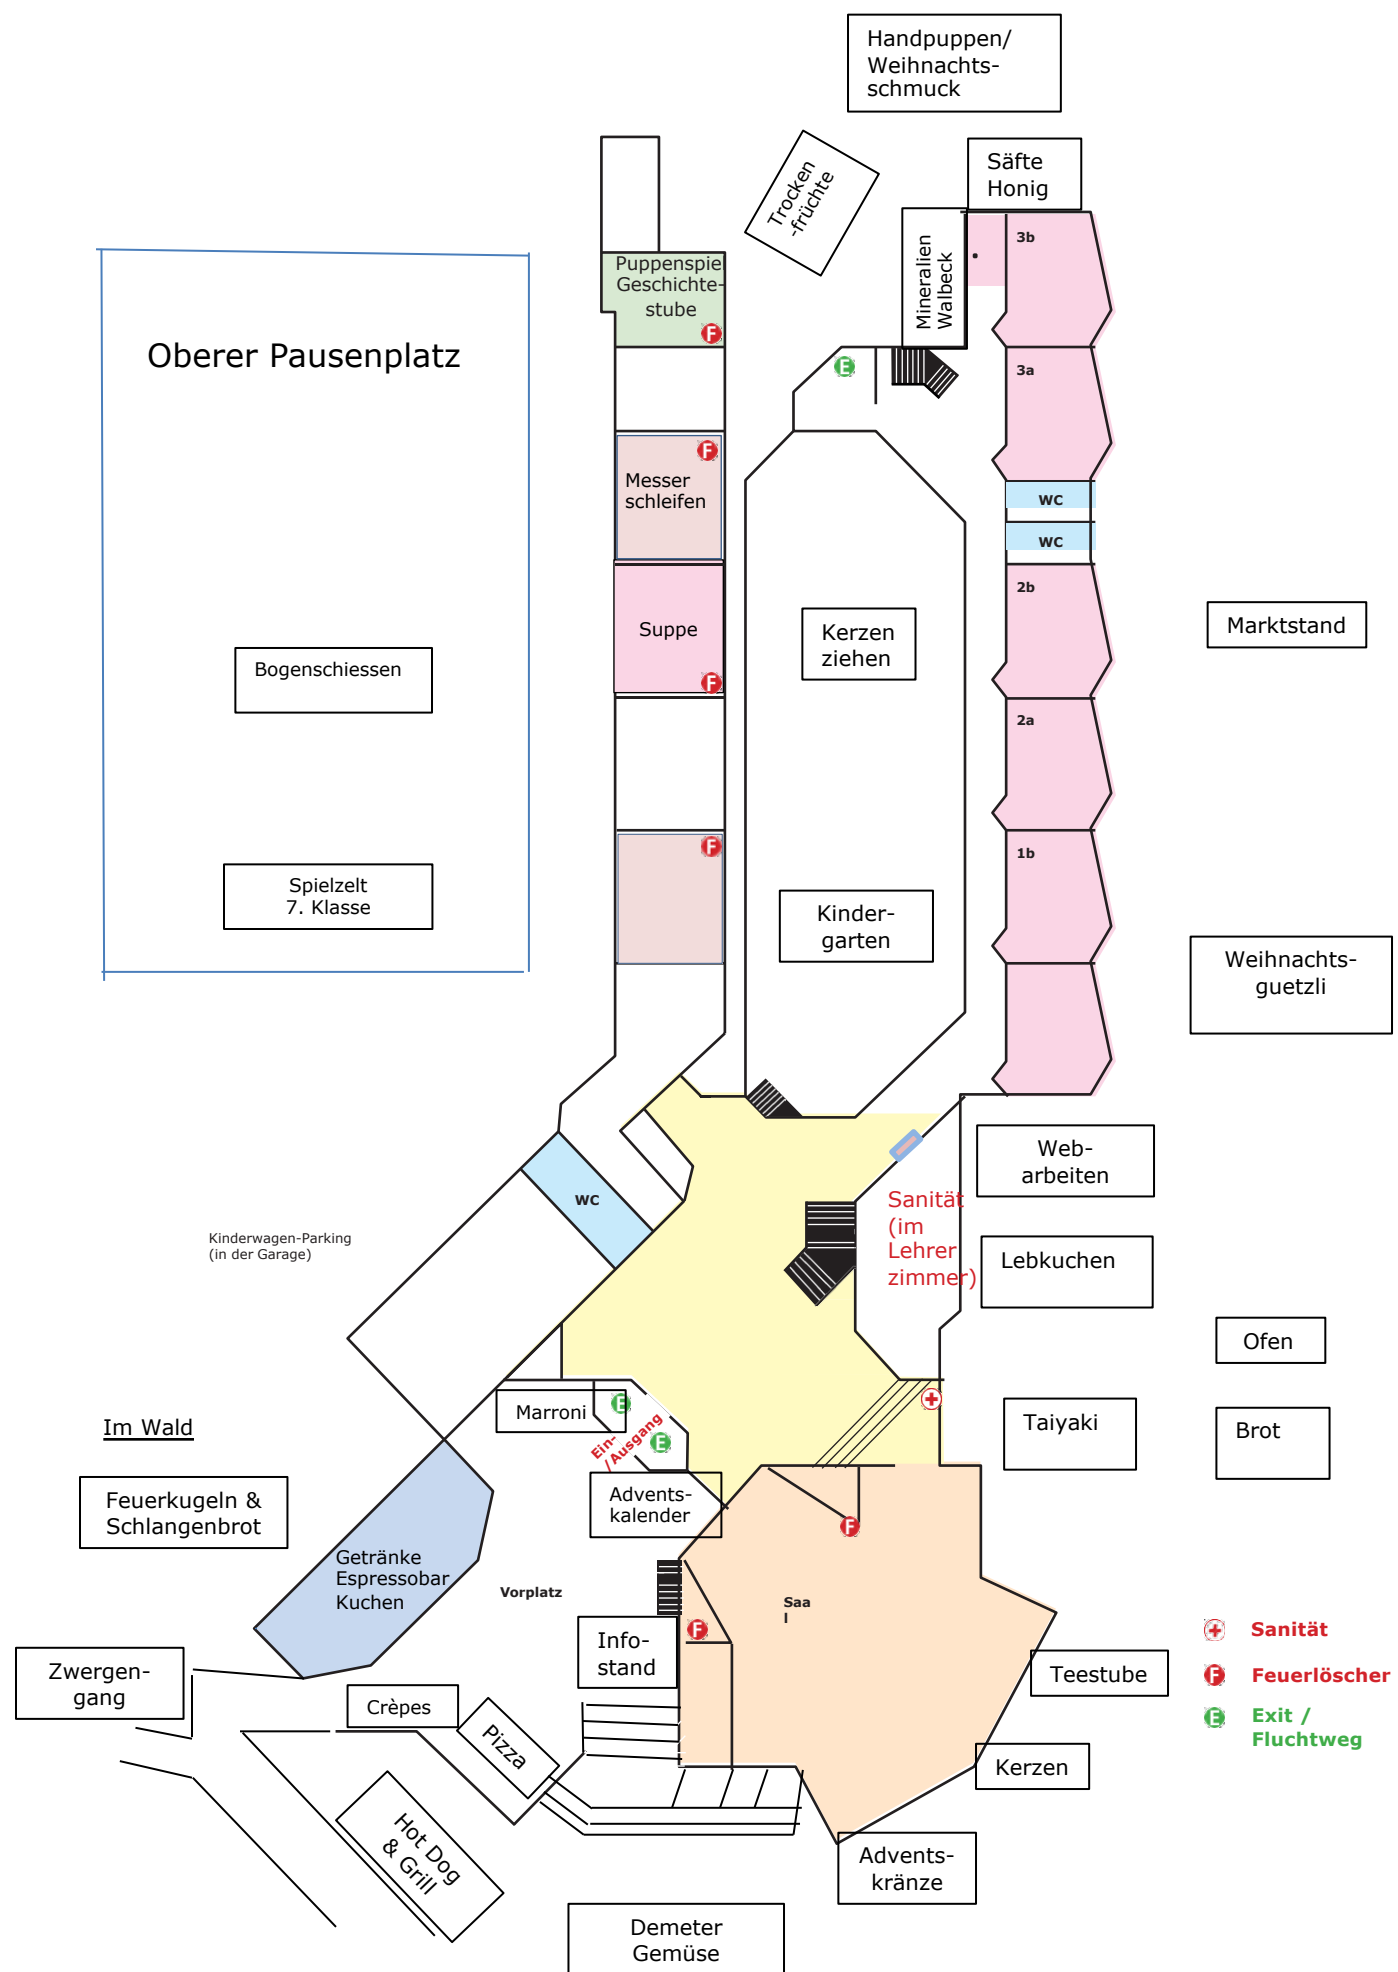 Handpuppen/
Weihnachts-
schmuck
Trocken
-früchte
Säfte
Honig
Mineralien
Walbeck
3b
Puppenspie
Geschichte-
stube
F
Oberer Pausenplatz
E
3a
F
Messer
schleifen
WC
WC
2b
Suppe
F
Kerzen
ziehen
Marktstand
Bogenschiessen
2a
F
1b
Spielzelt
7. Klasse
Kinder-
garten
Weihnachts-
guetzli
Web-
arbeiten
WC
Sanität
(im
Lehrer
zimmer)
Kinderwagen-Parking
(in der Garage)
Lebkuchen
Ofen
Marroni
E
Ein-
/Ausgang
E
Taiyaki
Brot
Im Wald
Feuerkugeln &
Schlangenbrot
Advents-
kalender
F
Getränke
Espressobar
Kuchen
Vorplatz
Saa
l
F
Info-
stand
Sanität
F Feuerlöscher
E Exit /
Fluchtweg
Zwergen-
gang
Teestube
Crèpes
Pizza
Kerzen
Hot Dog
& Grill
Advents-
kränze
Demeter
Gemüse